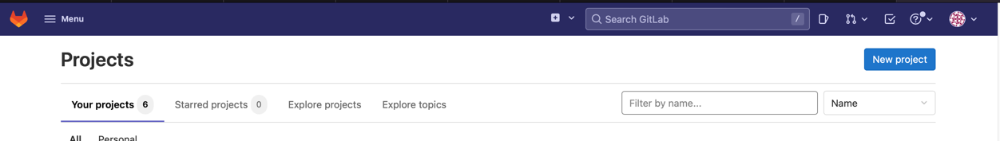 Menu
Search GitLab
/
Projects
New project
Your projects 6
Starred projects 0
Explore projects
Explore topics
Filter by name...
Name
All
Personal